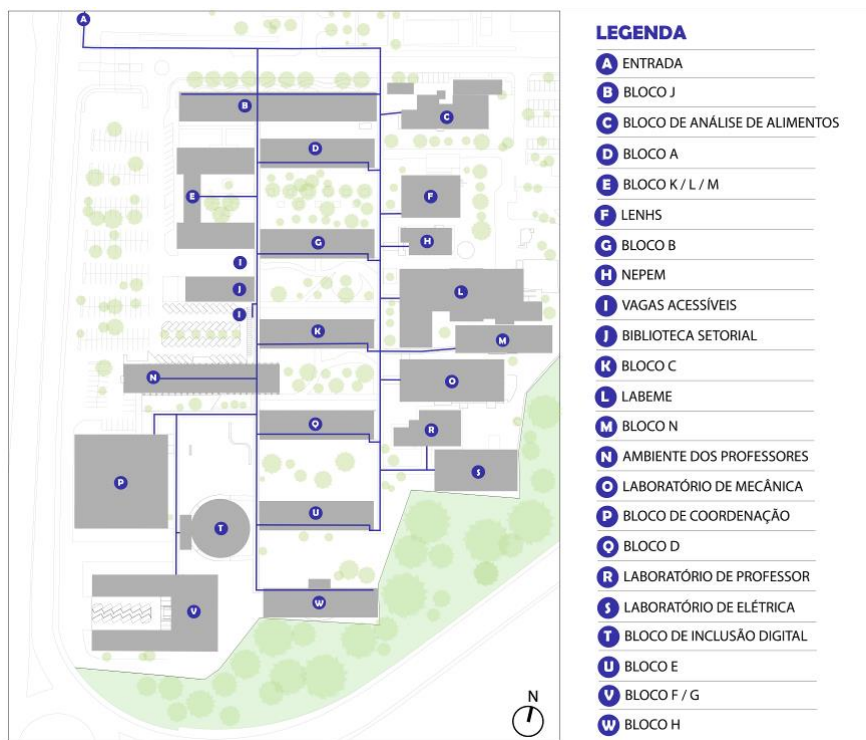 A
B
C
D
E
F
G
H
I
J
I
L
K
M
N
O
Q
R
P
S
U
T
V
W
N
LEGENDA
A ENTRADA
B BLOCO J
C BLOCO DE ANÁLISE DE ALIMENTOS
D BLOCO A
E BLOCO K / L / M
F LENHS
G BLOCO B
H NEPEM
I VAGAS ACESSÍVEIS
J BIBLIOTECA SETORIAL
K BLOCO C
L LABEME
M BLOCO N
N AMBIENTE DOS PROFESSORES
O LABORATÓRIO DE MECÂNICA
P BLOCO DE COORDENAÇÃO
Q BLOCO D
R LABORATÓRIO DE PROFESSOR
S LABORATÓRIO DE ELÉTRICA
T BLOCO DE INCLUSÃO DIGITAL
U BLOCO E
V BLOCO F / G
W BLOCO H